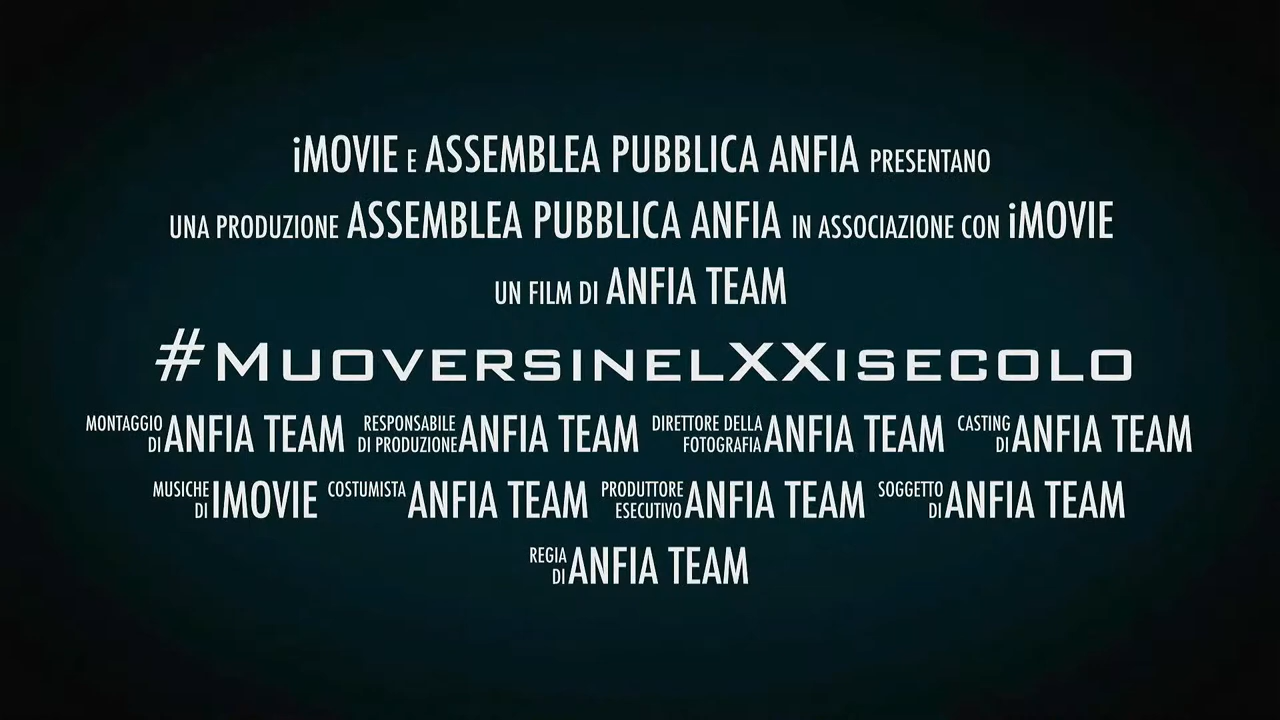 iMOVIE E ASSEMBLEA PUBBLICA ANFIA PRESENTANO
UNA PRODUZIONE ASSEMBLEA PUBBLICA ANFIA IN ASSOCIAZIONE CON iMOVIE
UN FILM DI ANFIA TEAM
#MUOVERSINELXXISECOLO
MONTAGGIO DI ANFIA TEAM RESPONSABILE DI PRODUZIONE ANFIA TEAM DIRETTORE DELLA FOTOGRAFIA ANFIA TEAM CASTING DI ANFIA TEAM
MUSICHE DI IMOVIE COSTUMISTA ANFIA TEAM PRODUTTORE ESECUTIVO ANFIA TEAM SOGGETTO DI ANFIA TEAM
REGIA DI ANFIA TEAM